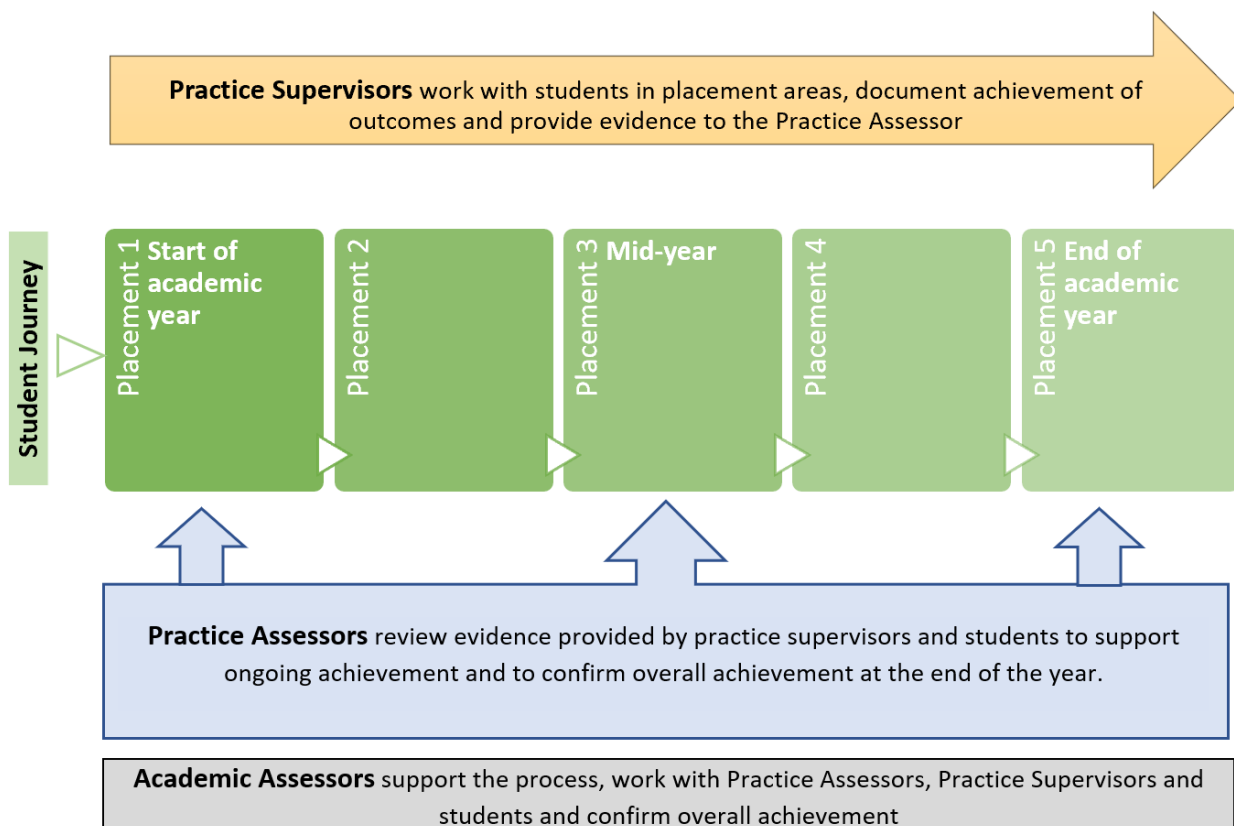 Practice Supervisors work with students in placement areas, document achievement of
outcomes and provide evidence to the Practice Assessor
Student Journey
Placement 1
Start of
academic
year
Placement 2
Placement 3
Mid-year
Placement 4
Placement 5
End of
academic
year
Practice Assessors review evidence provided by practice supervisors and students to support
ongoing achievement and to confirm overall achievement at the end of the year.
Academic Assessors support the process, work with Practice Assessors, Practice Supervisors and
students and confirm overall achievement